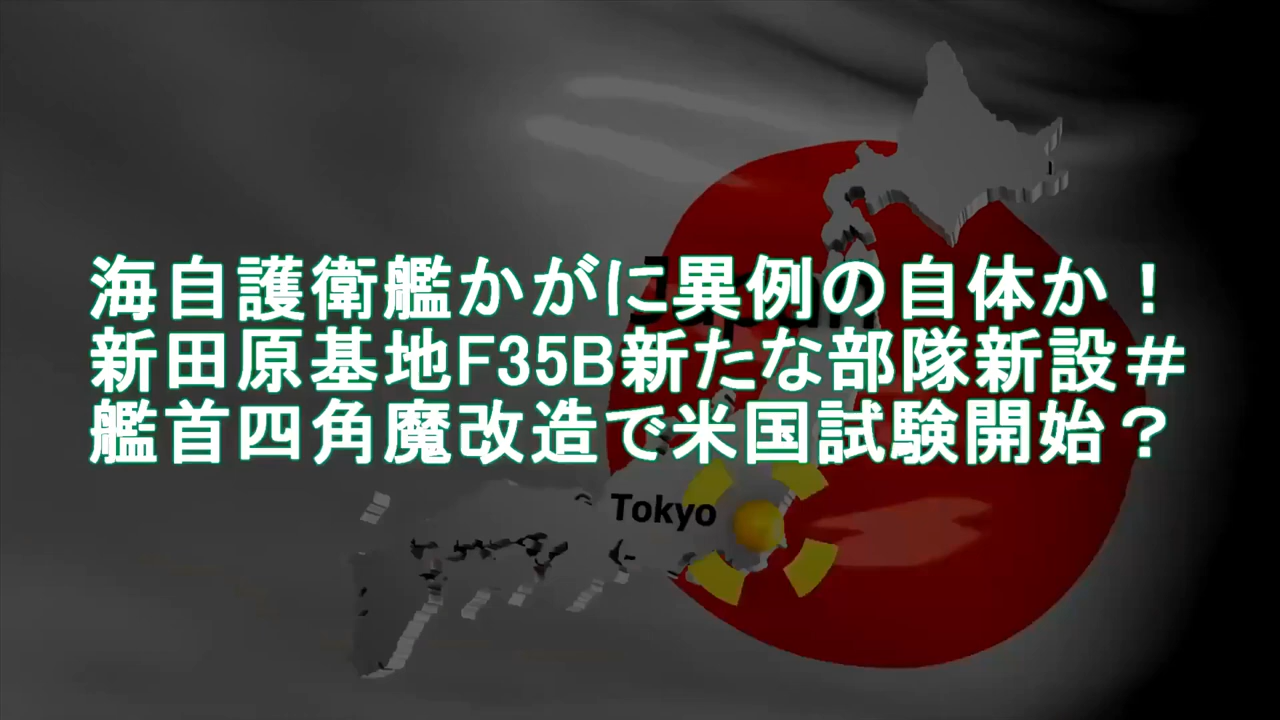 海自護衛艦かがに異例の自体か！
新田原基地F35B新たな部隊新設＃
艦首四角魔改造で米国試験開始？
Japan
Tokyo